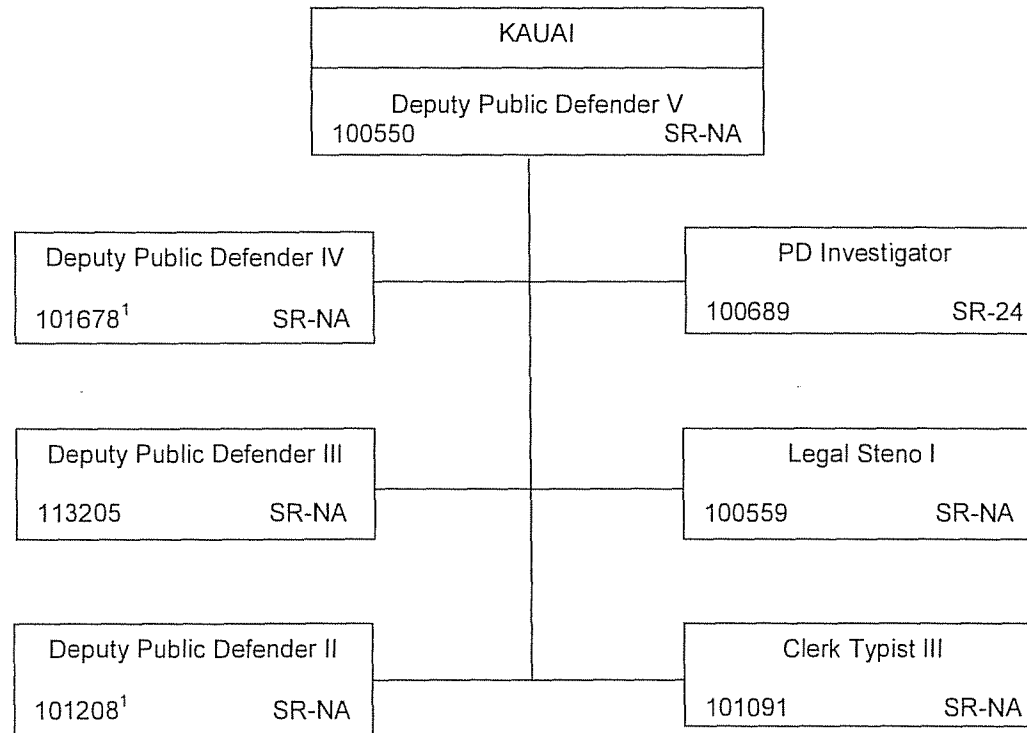 KAUAI
Deputy Public Defender V
100550 SR-NA
Deputy Public Defender IV
101678¹ SR-NA
PD Investigator
100689 SR-24
Deputy Public Defender III
113205 SR-NA
Legal Steno I
100559 SR-NA
Deputy Public Defender II
101208¹ SR-NA
Clerk Typist III
101091 SR-NA